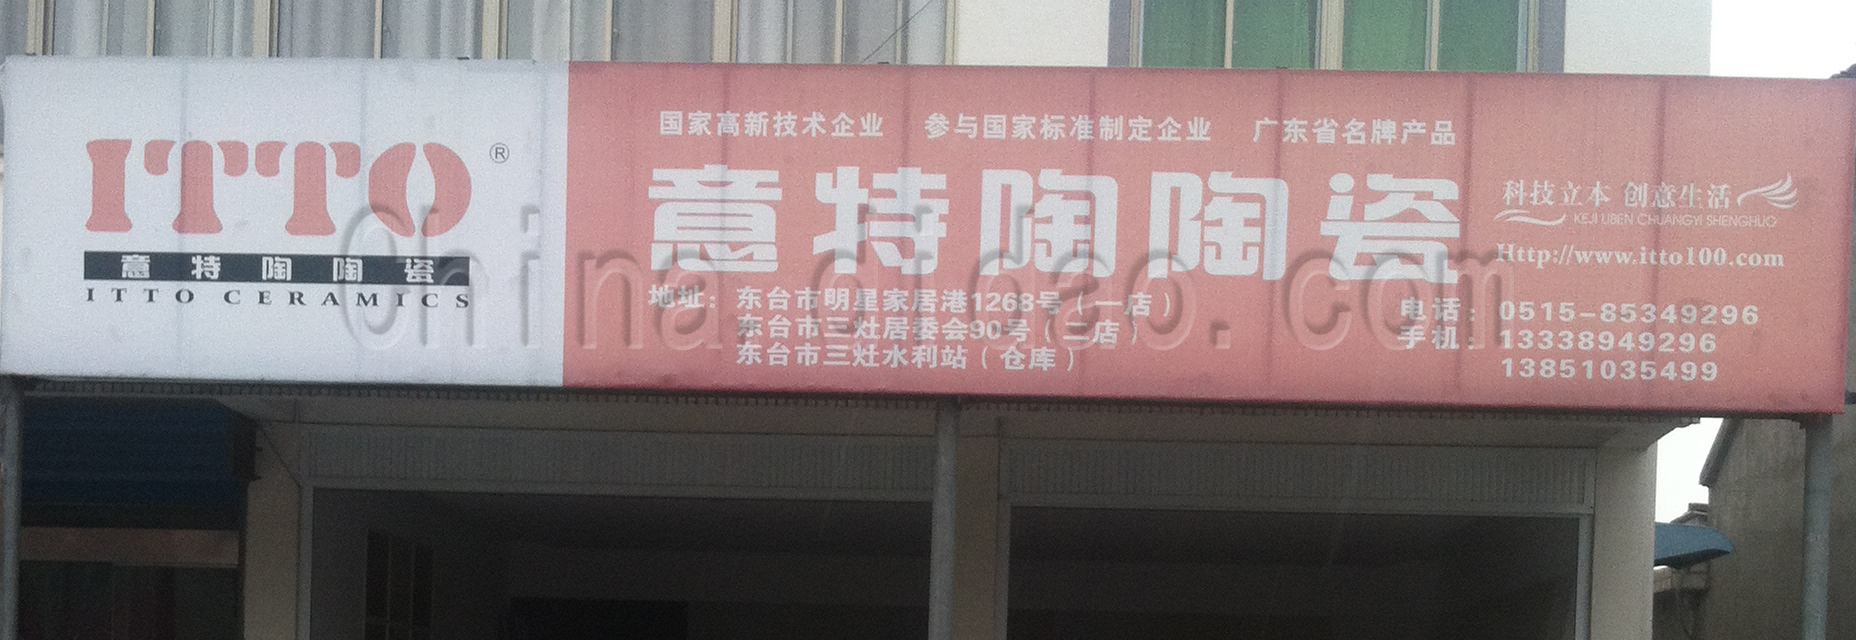 ITTO ®
意特陶陶瓷
ITTO CERAMICS
国家高新技术企业 参与国家标准制定企业 广东省名牌产品
意特陶陶瓷
科技立本 创意生活
KEJI LIBEN CHUANGYI SHENGHUO
Http://www.itto100.com
地址：东台市明星家居港1268号（一店）
东台市三灶居委会90号（二店）
东台市三灶水利站（仓库）
电话：0515-85349296
手机：13338949296
13851035499
China.didao.com